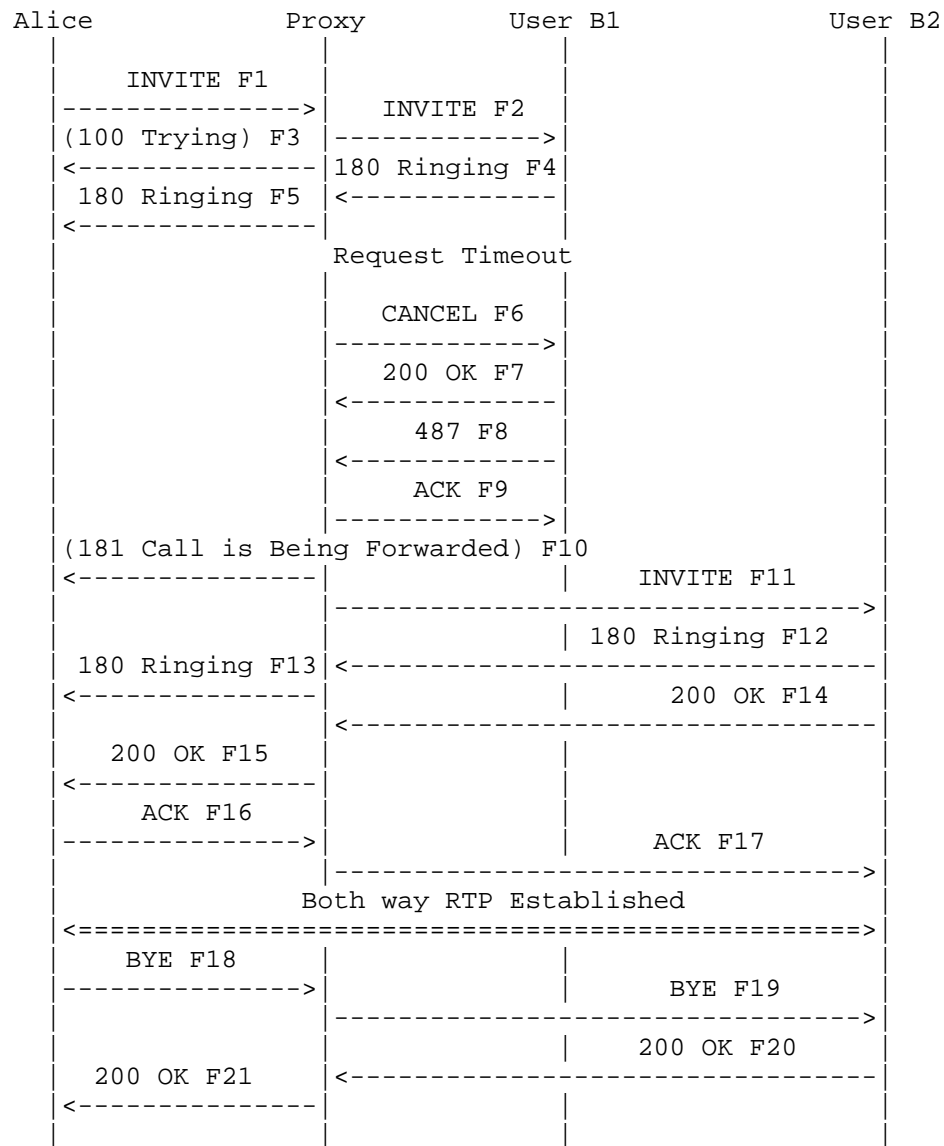 Alice Proxy User B1 User B2
INVITE F1
INVITE F2
(100 Trying) F3
180 Ringing F4
180 Ringing F5
Request Timeout
CANCEL F6
200 OK F7
487 F8
ACK F9
(181 Call is Being Forwarded) F10
INVITE F11
180 Ringing F12
180 Ringing F13
200 OK F14
200 OK F15
ACK F16
ACK F17
Both way RTP Established
BYE F18
BYE F19
200 OK F20
200 OK F21